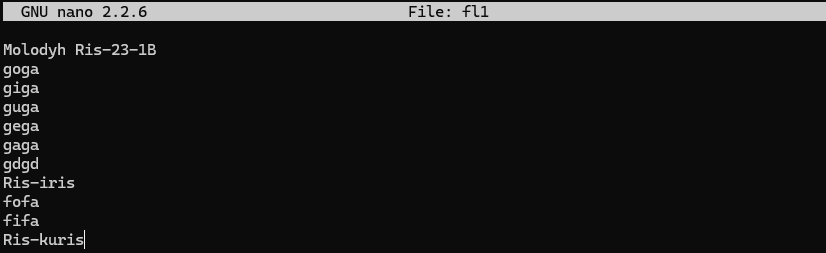 GNU nano 2.2.6 File: fl1
Molodyh Ris-23-1B
goga
giga
guga
gega
gaga
gdgd
Ris-iris
fofa
fifa
Ris-kuris